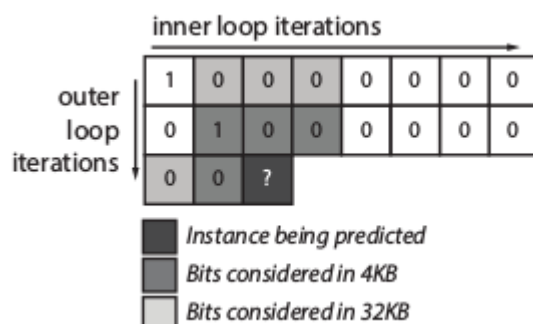 inner loop iterations
outer
loop
iterations
1 0 0 0 0 0 0 0
0 1 0 0 0 0 0 0
0 0 ?
Instance being predicted
Bits considered in 4KB
Bits considered in 32KB